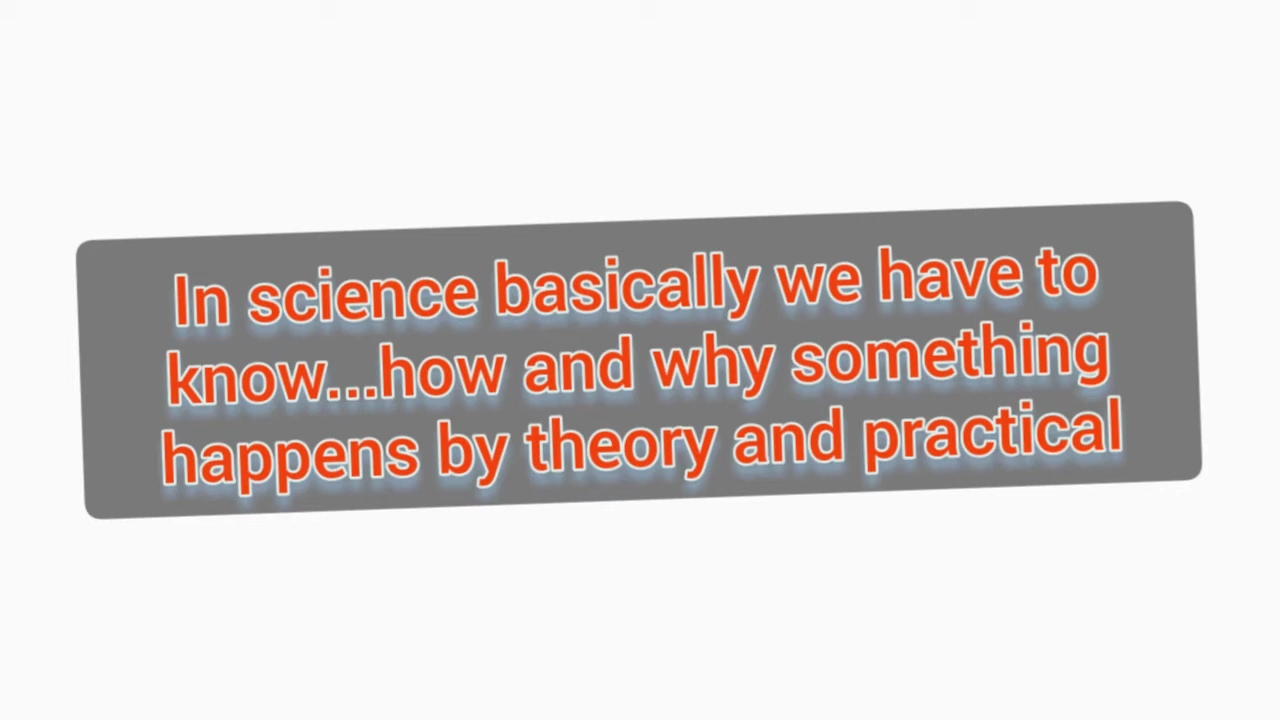 In science basically we have to
know...how and why something
happens by theory and practical